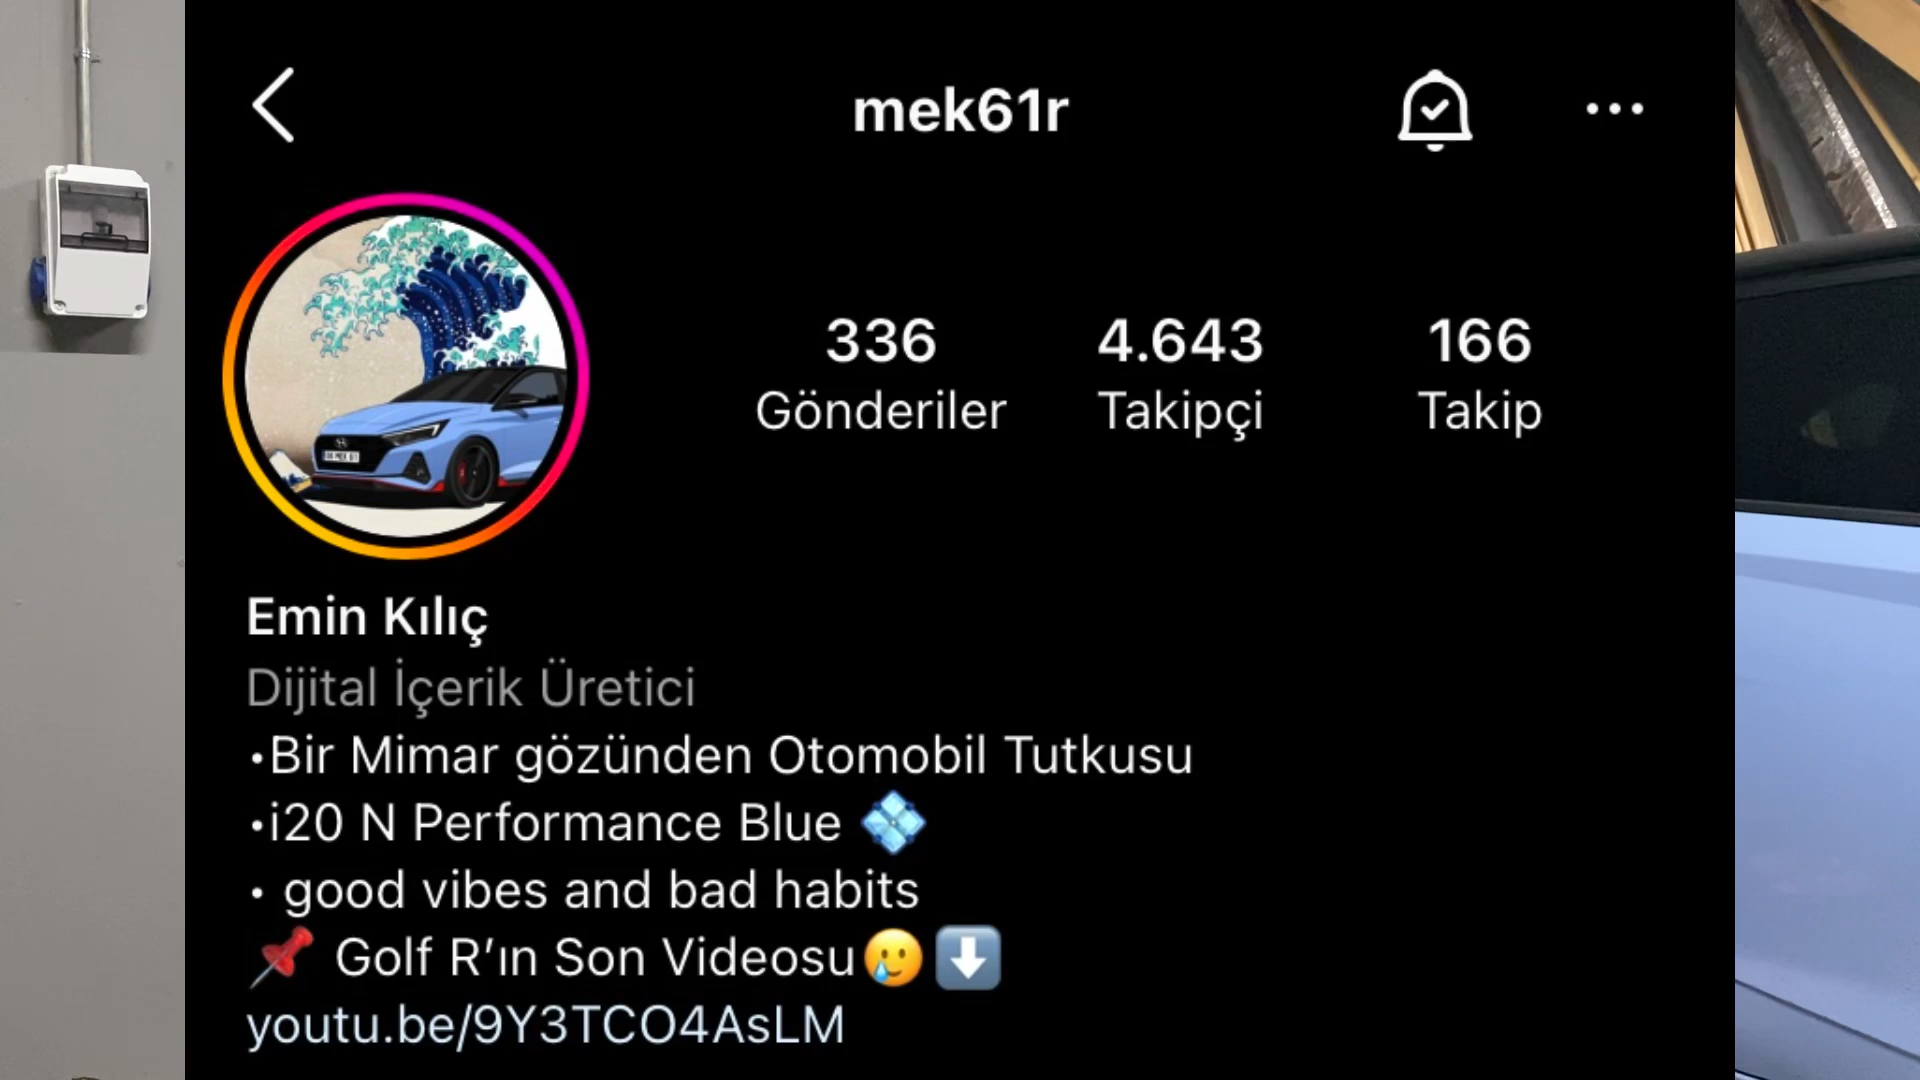 mek61r
336 4.643 166
Gönderiler Takipçi Takip
Emin Kılıç
Dijital İçerik Üretici
•Bir Mimar gözünden Otomobil Tutkusu
•i20 N Performance Blue 💠
• good vibes and bad habits
📌 Golf R’ın Son Videosu🥲⬇️
youtu.be/9Y3TCO4AsLM